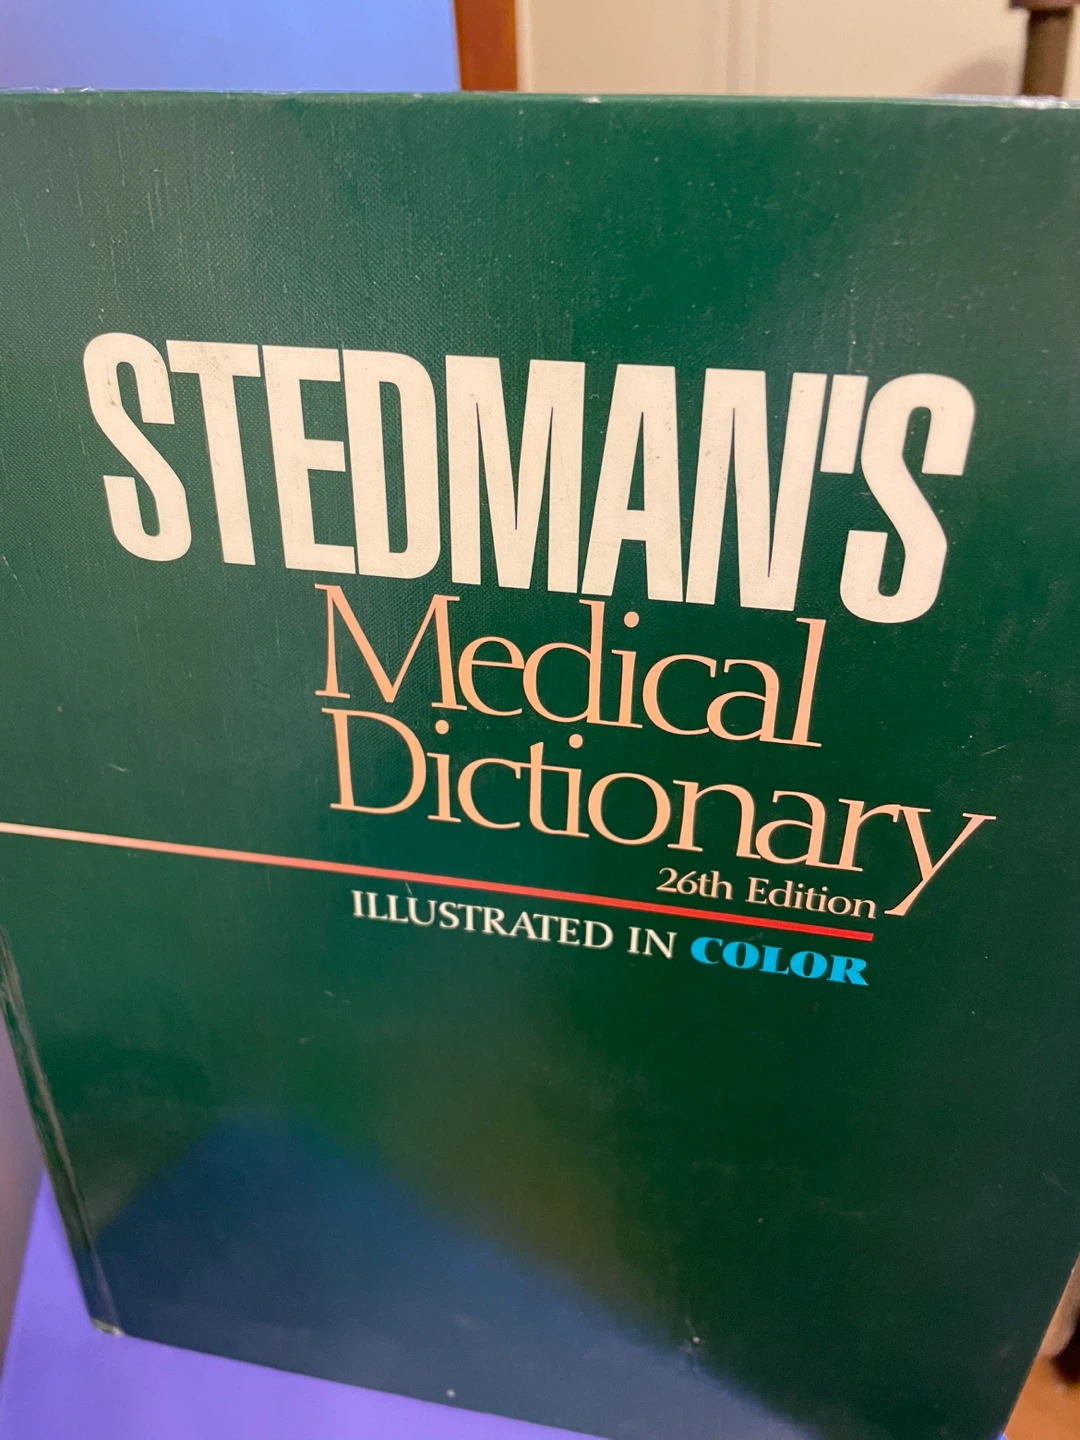 STEDMAN'S
Medical
Dictionary
26th Edition
ILLUSTRATED IN COLOR